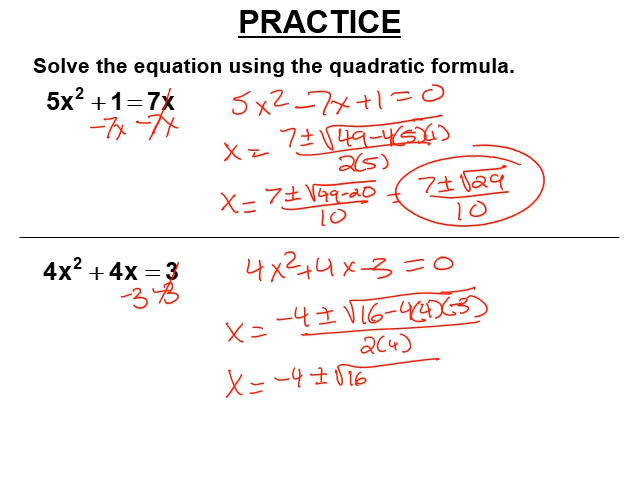 PRACTICE
Solve the equation using the quadratic formula.
5x² + 1 = 7x
-7x -7x
5x² - 7x + 1 = 0
x = 7 ± √49 - 4(5)(1) / 2(5)
x = 7 ± √49-20 / 10 = 7 ± √29 / 10
4x² + 4x = 3
-3 -3
4x² + 4x - 3 = 0
x = -4 ± √16 - 4(4)(-3) / 2(4)
x = -4 ± √16